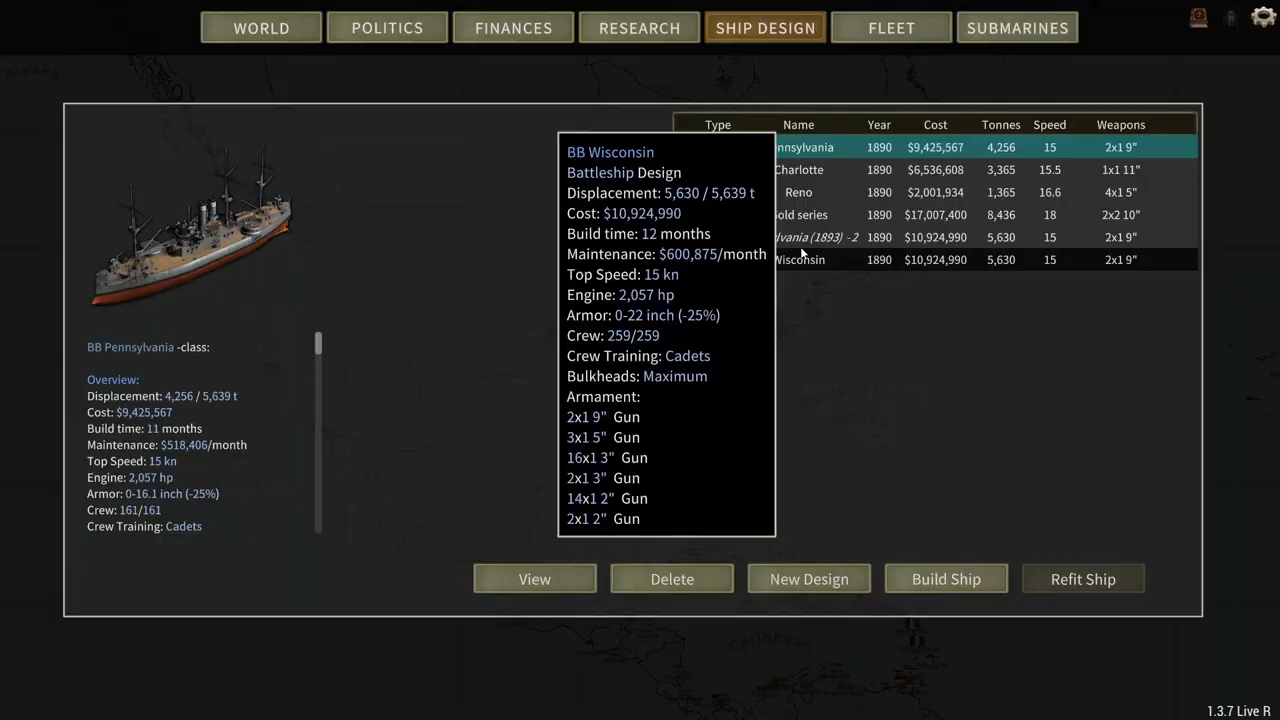 WORLD POLITICS FINANCES RESEARCH SHIP DESIGN FLEET SUBMARINES
Type Name Year Cost Tonnes Speed Weapons
nnsylvania 1890 $9,425,567 4,256 15 2x1 9"
Charlotte 1890 $6,536,608 3,365 15.5 1x1 11"
Reno 1890 $2,001,934 1,365 16.6 4x1 5"
old series 1890 $17,007,400 8,436 18 2x2 10"
lvania (1893) -2 1890 $10,924,990 5,630 15 2x1 9"
Wisconsin 1890 $10,924,990 5,630 15 2x1 9"
BB Wisconsin
Battleship Design
Displacement: 5,630 / 5,639 t
Cost: $10,924,990
Build time: 12 months
Maintenance: $600,875/month
Top Speed: 15 kn
Engine: 2,057 hp
Armor: 0-22 inch (-25%)
Crew: 259/259
Crew Training: Cadets
Bulkheads: Maximum
Armament:
2x1 9" Gun
3x1 5" Gun
16x1 3" Gun
2x1 3" Gun
14x1 2" Gun
2x1 2" Gun
BB Pennsylvania -class:
Overview:
Displacement: 4,256 / 5,639 t
Cost: $9,425,567
Build time: 11 months
Maintenance: $518,406/month
Top Speed: 15 kn
Engine: 2,057 hp
Armor: 0-16.1 inch (-25%)
Crew: 161/161
Crew Training: Cadets
View Delete New Design Build Ship Refit Ship
Caribbean
1.3.7 Live R